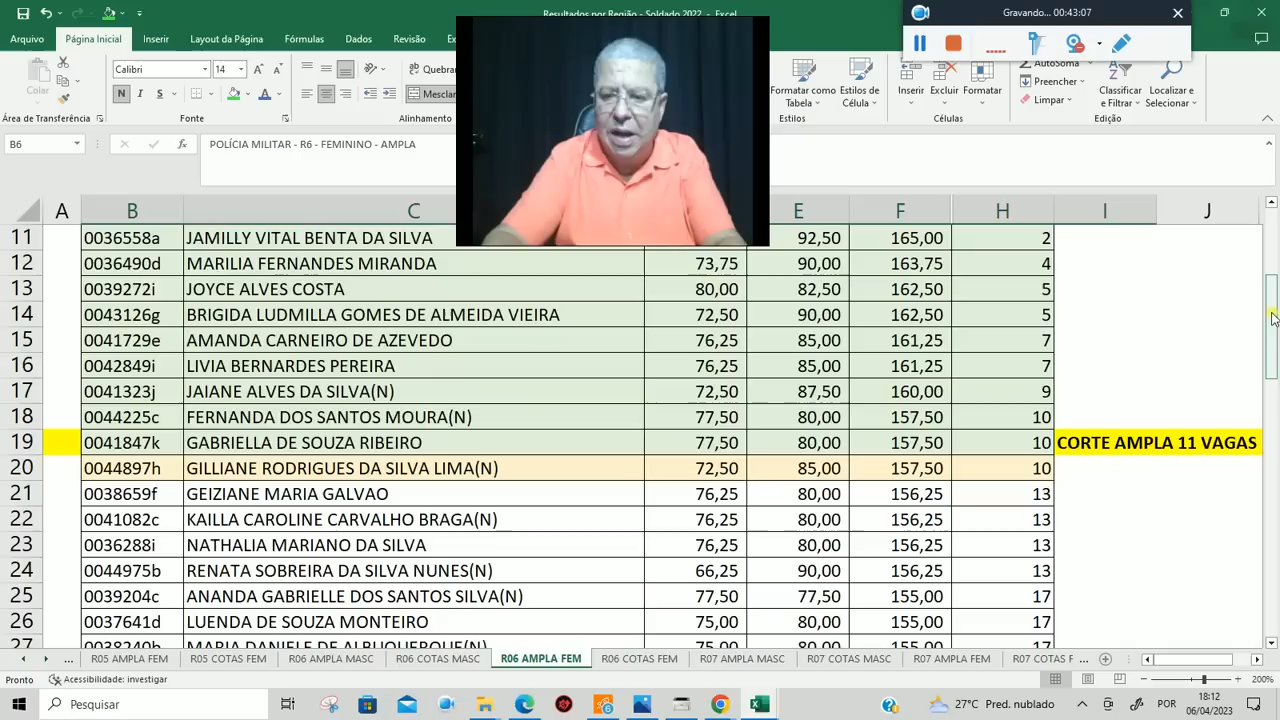 Resultados por Região - Soldado 2022 - Excel
Gravando... 00:43:07
Arquivo Página Inicial Inserir Layout da Página Fórmulas Dados Revisão
Colar
Calibri 14
Quebrar
Mesclar
N I S
Formatar como Tabela
Estilos de Célula
Inserir Excluir Formatar
AutoSoma
Preencher
Limpar
Classificar e Filtrar
Localizar e Selecionar
Área de Transferência Fonte Alinhamento Estilos Células Edição
B6 POLÍCIA MILITAR - R6 - FEMININO - AMPLA
A B C E F H I J
11 0036558a JAMILLY VITAL BENTA DA SILVA 92,50 165,00 2
12 0036490d MARILIA FERNANDES MIRANDA 73,75 90,00 163,75 4
13 0039272i JOYCE ALVES COSTA 80,00 82,50 162,50 5
14 0043126g BRIGIDA LUDMILLA GOMES DE ALMEIDA VIEIRA 72,50 90,00 162,50 5
15 0041729e AMANDA CARNEIRO DE AZEVEDO 76,25 85,00 161,25 7
16 0042849i LIVIA BERNARDES PEREIRA 76,25 85,00 161,25 7
17 0041323j JAIANE ALVES DA SILVA(N) 72,50 87,50 160,00 9
18 0044225c FERNANDA DOS SANTOS MOURA(N) 77,50 80,00 157,50 10
19 0041847k GABRIELLA DE SOUZA RIBEIRO 77,50 80,00 157,50 10 CORTE AMPLA 11 VAGAS
20 0044897h GILLIANE RODRIGUES DA SILVA LIMA(N) 72,50 85,00 157,50 10
21 0038659f GEIZIANE MARIA GALVAO 76,25 80,00 156,25 13
22 0041082c KAILLA CAROLINE CARVALHO BRAGA(N) 76,25 80,00 156,25 13
23 0036288i NATHALIA MARIANO DA SILVA 76,25 80,00 156,25 13
24 0044975b RENATA SOBREIRA DA SILVA NUNES(N) 66,25 90,00 156,25 13
25 0039204c ANANDA GABRIELLE DOS SANTOS SILVA(N) 77,50 77,50 155,00 17
26 0037641d LUENDA DE SOUZA MONTEIRO 75,00 80,00 155,00 17
27 0038240b MARIA DANIELE DE ALBUQUERQUE(N) 75,00 80,00 155,00 17
... R05 AMPLA FEM R05 COTAS FEM R06 AMPLA MASC R06 COTAS MASC R06 AMPLA FEM R06 COTAS FEM R07 AMPLA MASC R07 COTAS MASC R07 AMPLA FEM R07 COTAS F ...
Pronto Acessibilidade: investigar 200%
Pesquisar 27°C Pred. nublado POR 18:12
06/04/2023